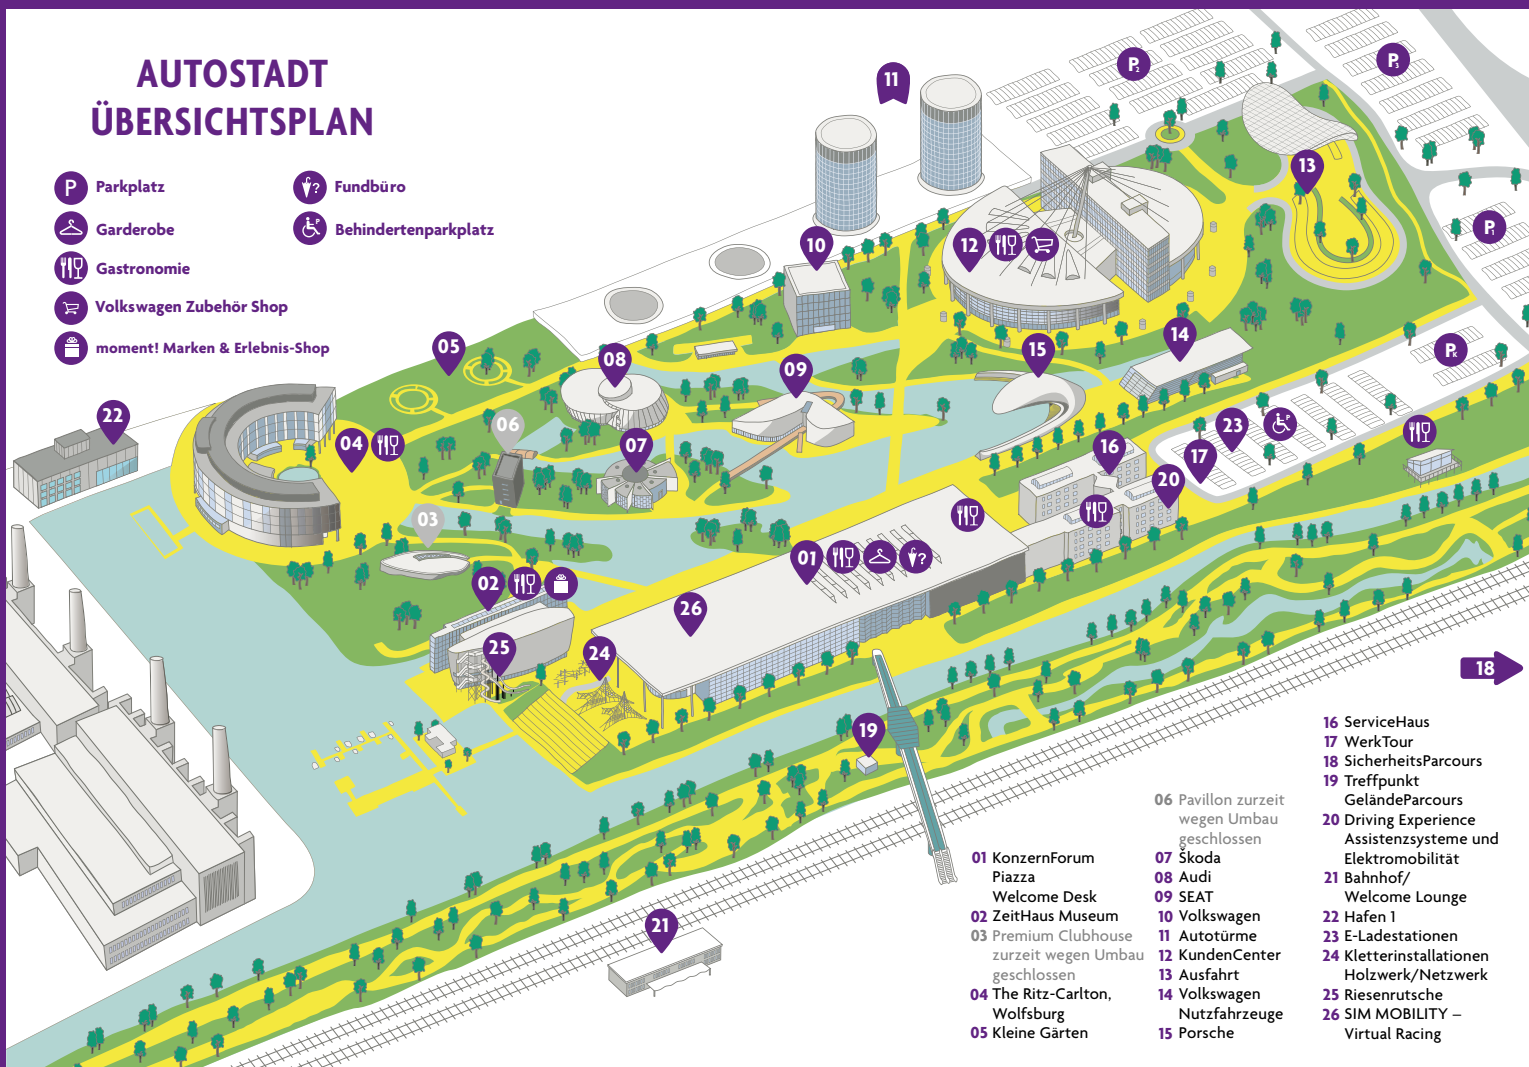 AUTOSTADT
ÜBERSICHTSPLAN
P Parkplatz
Garderobe
Gastronomie
Volkswagen Zubehör Shop
moment! Marken & Erlebnis-Shop
? Fundbüro
P Behindertenparkplatz
11
P2
P3
13
P1
10
12
05
08
09
15
14
PK
22
04
06
07
16
23
P
17
20
03
02
01
?
26
25
24
19
18
21
01 KonzernForum
Piazza
Welcome Desk
02 ZeitHaus Museum
03 Premium Clubhouse
zurzeit wegen Umbau
geschlossen
04 The Ritz-Carlton,
Wolfsburg
05 Kleine Gärten
06 Pavillon zurzeit
wegen Umbau
geschlossen
07 Škoda
08 Audi
09 SEAT
10 Volkswagen
11 Autotürme
12 KundenCenter
13 Ausfahrt
14 Volkswagen
Nutzfahrzeuge
15 Porsche
16 ServiceHaus
17 WerkTour
18 SicherheitsParcours
19 Treffpunkt
GeländeParcours
20 Driving Experience
Assistenzsysteme und
Elektromobilität
21 Bahnhof/
Welcome Lounge
22 Hafen 1
23 E-Ladestationen
24 Kletterinstallationen
Holzwerk/Netzwerk
25 Riesenrutsche
26 SIM MOBILITY –
Virtual Racing